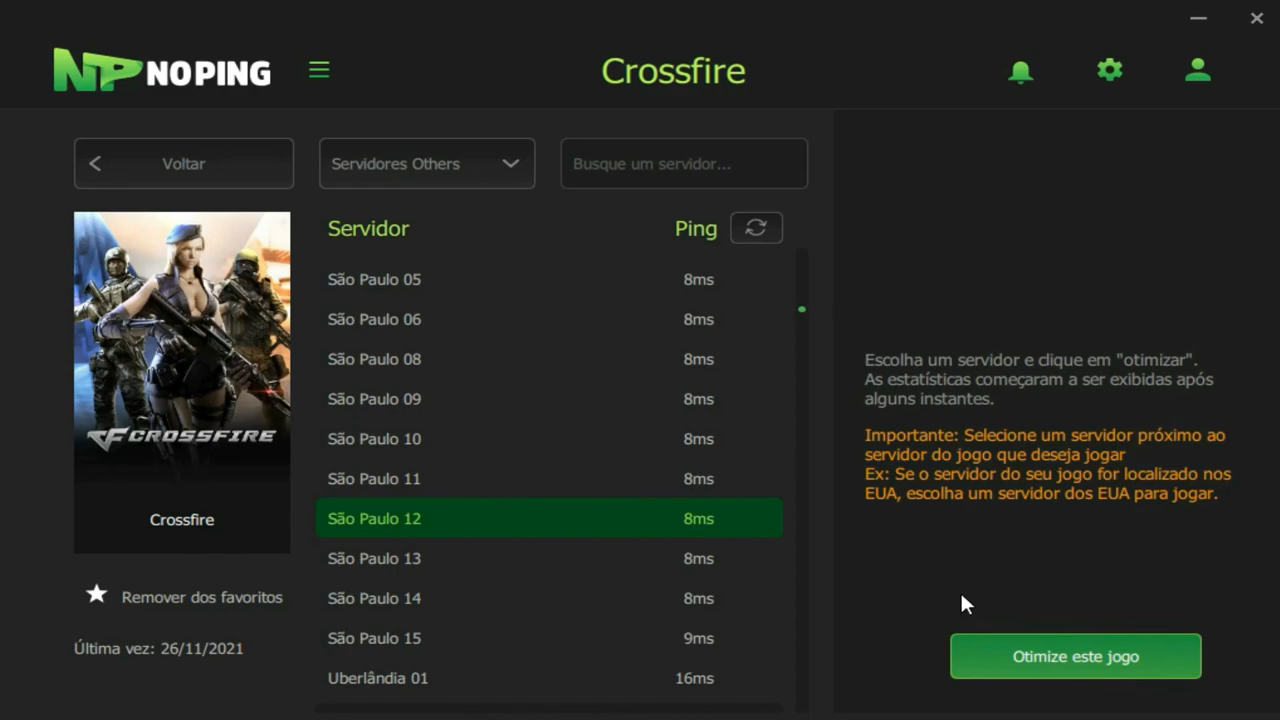 NP NOPING
Crossfire
Voltar
Servidores Others
Busque um servidor...
Servidor Ping
São Paulo 05 8ms
São Paulo 06 8ms
São Paulo 08 8ms
São Paulo 09 8ms
São Paulo 10 8ms
São Paulo 11 8ms
São Paulo 12 8ms
São Paulo 13 8ms
São Paulo 14 8ms
São Paulo 15 9ms
Uberlândia 01 16ms
CF CROSSFIRE
Crossfire
Remover dos favoritos
Última vez: 26/11/2021
Escolha um servidor e clique em "otimizar".
As estatísticas começaram a ser exibidas após
alguns instantes.
Importante: Selecione um servidor próximo ao
servidor do jogo que deseja jogar
Ex: Se o servidor do seu jogo for localizado nos
EUA, escolha um servidor dos EUA para jogar.
Otimize este jogo